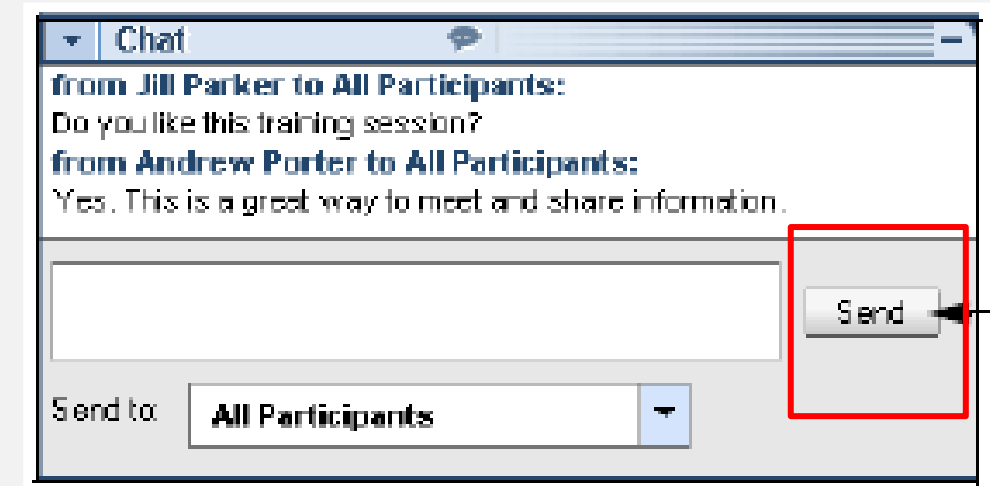 Chat
from Jill Parker to All Participants:
Do you like this training session?
from Andrew Porter to All Participants:
Yes. This is a great way to meet and share information.
Send
Send to: All Participants